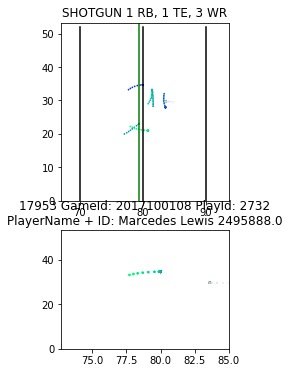 SHOTGUN 1 RB, 1 TE, 3 WR
50
40
30
20
10
0
70 80 90
17953 GameId: 2017100108 PlayId: 2732
PlayerName + ID: Marcedes Lewis 2495888.0
40
20
0
75.0 77.5 80.0 82.5 85.0